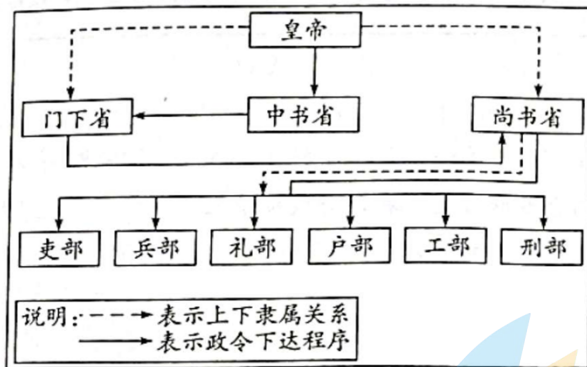 皇帝
门下省 中书省 尚书省
吏部 兵部 礼部 户部 工部 刑部
说明:表示上下隶属关系
表示政令下达程序